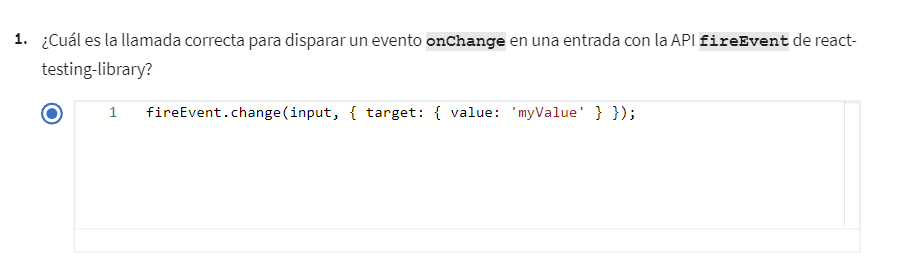 1. ¿Cuál es la llamada correcta para disparar un evento onChange en una entrada con la API fireEvent de react-
testing-library?
1 fireEvent.change(input, { target: { value: 'myValue' } });